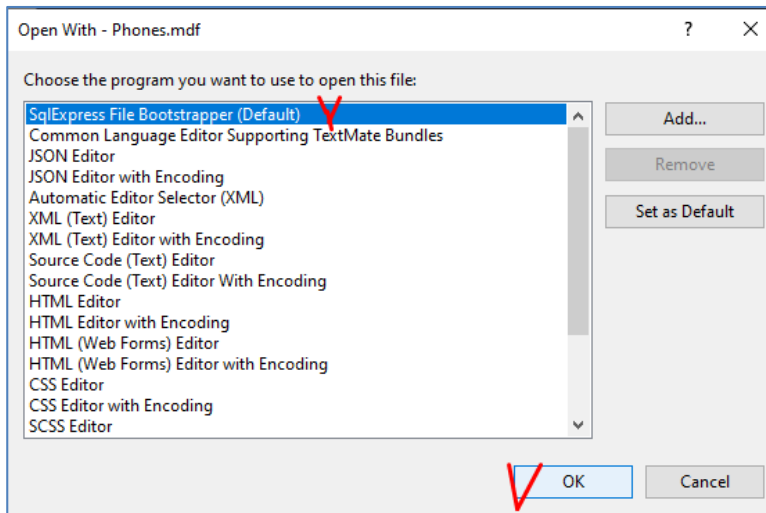 Open With - Phones.mdf
?
Choose the program you want to use to open this file:
SqlExpress File Bootstrapper (Default)
Common Language Editor Supporting TextMate Bundles
JSON Editor
JSON Editor with Encoding
Automatic Editor Selector (XML)
XML (Text) Editor
XML (Text) Editor with Encoding
Source Code (Text) Editor
Source Code (Text) Editor With Encoding
HTML Editor
HTML Editor with Encoding
HTML (Web Forms) Editor
HTML (Web Forms) Editor with Encoding
CSS Editor
CSS Editor with Encoding
SCSS Editor
Add...
Remove
Set as Default
OK
Cancel